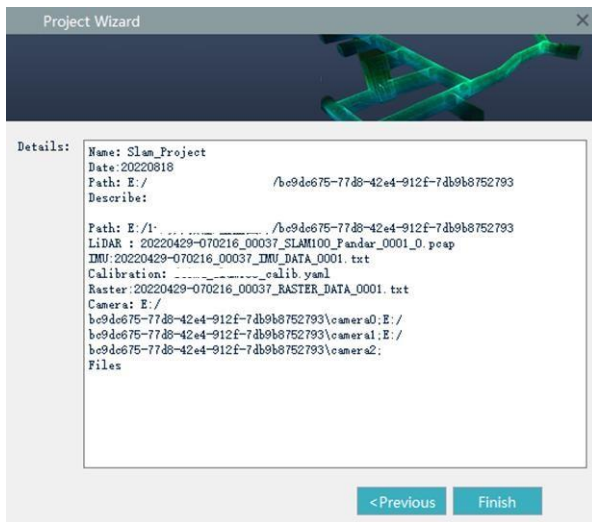 Project Wizard
Details:
Name: Slam_Project
Date:20220818
Path: E:/ /bc9dc675-77d8-42e4-912f-7db9b8752793
Describe:
Path: E:/1 /bc9dc675-77d8-42e4-912f-7db9b8752793
LiDAR : 20220429-070216_00037_SLAM100_Pandar_0001_0.pcap
IMU:20220429-070216_00037_IMU_DATA_0001.txt
Calibration: _calib.yaml
Raster:20220429-070216_00037_RASTER_DATA_0001.txt
Camera: E:/
bc9dc675-77d8-42e4-912f-7db9b8752793\camera0;E:/
bc9dc675-77d8-42e4-912f-7db9b8752793\camera1;E:/
bc9dc675-77d8-42e4-912f-7db9b8752793\camera2;
Files
<Previous
Finish